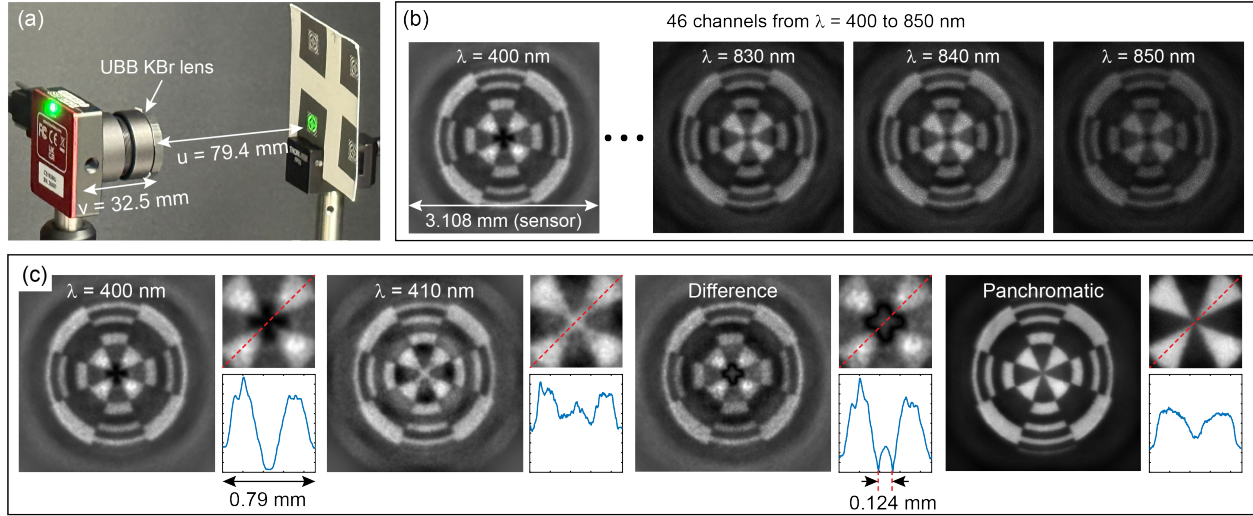 (a)
UBB KBr lens
u = 79.4 mm
v = 32.5 mm
(b)
46 channels from λ = 400 to 850 nm
λ = 400 nm
λ = 830 nm
λ = 840 nm
λ = 850 nm
3.108 mm (sensor)
(c)
λ = 400 nm
λ = 410 nm
Difference
Panchromatic
0.79 mm
0.124 mm